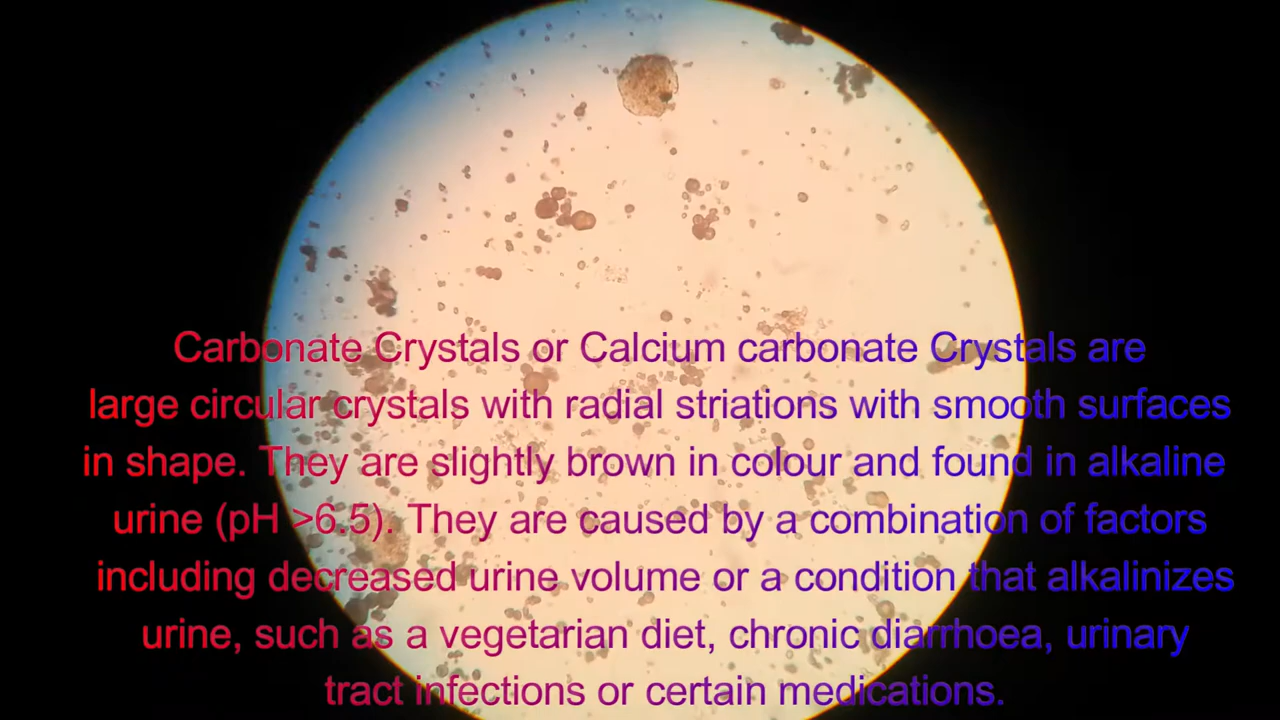 Carbonate Crystals or Calcium carbonate Crystals are
large circular crystals with radial striations with smooth surfaces
in shape. They are slightly brown in colour and found in alkaline
urine (pH >6.5). They are caused by a combination of factors
including decreased urine volume or a condition that alkalinizes
urine, such as a vegetarian diet, chronic diarrhoea, urinary
tract infections or certain medications.